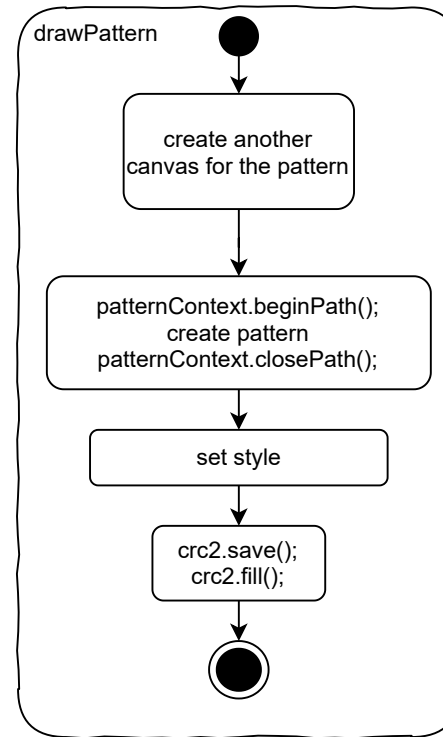 drawPattern
create another
canvas for the pattern
patternContext.beginPath();
create pattern
patternContext.closePath();
set style
crc2.save();
crc2.fill();